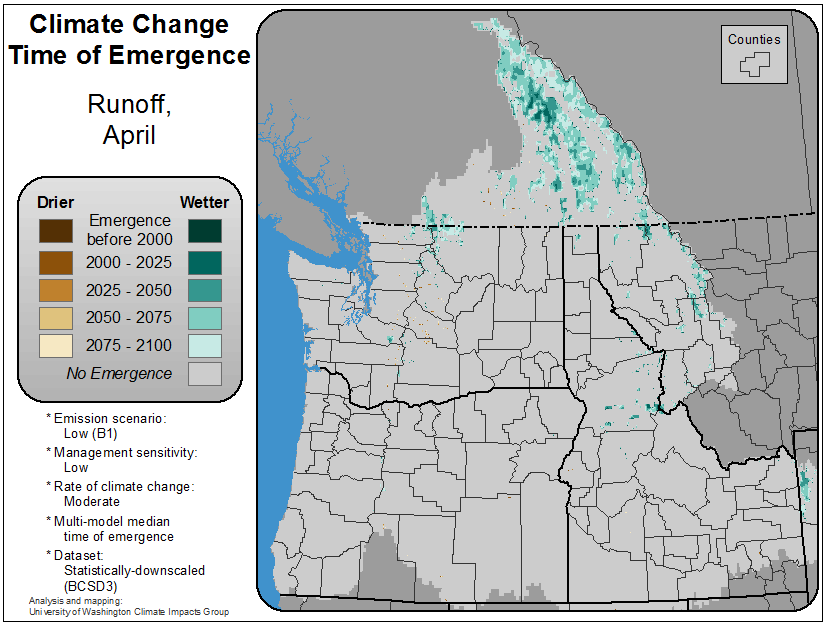 Climate Change
Time of Emergence
Runoff,
April
Drier
Wetter
Emergence
before 2000
2000 - 2025
2025 - 2050
2050 - 2075
2075 - 2100
No Emergence
* Emission scenario:
Low (B1)
* Management sensitivity:
Low
* Rate of climate change:
Moderate
* Multi-model median
time of emergence
* Dataset:
Statistically-downscaled
(BCSD3)
Analysis and mapping:
University of Washington Climate Impacts Group
Counties